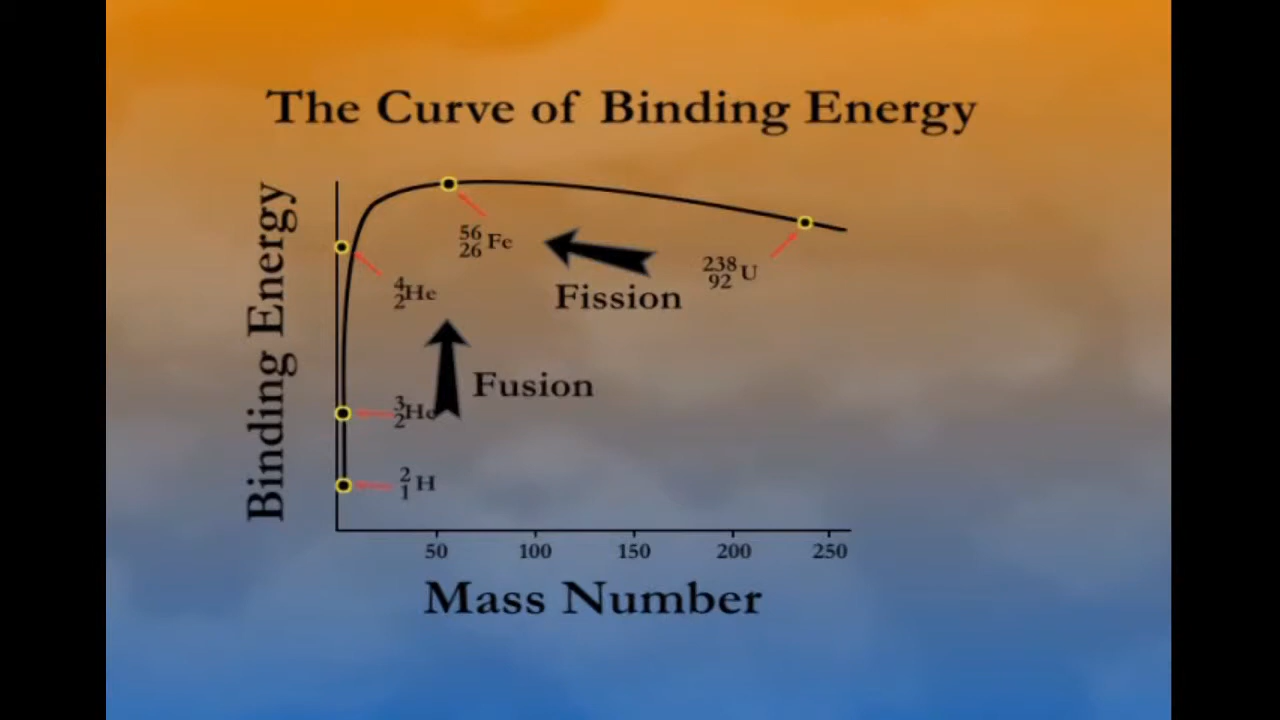 The Curve of Binding Energy
Binding Energy
56
26 Fe
238
92 U
4
2 He
Fission
Fusion
3
2 He
2
1 H
50 100 150 200 250
Mass Number